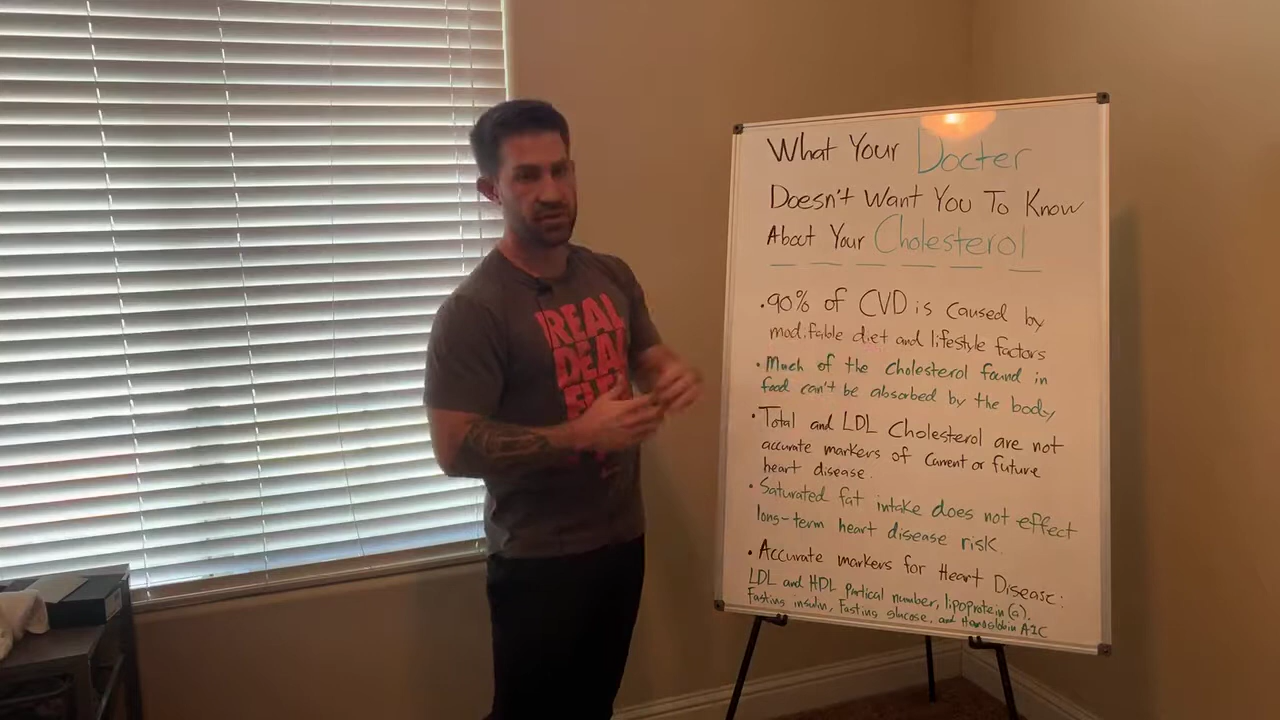 REAL
DEAL
What Your Docter
Doesn't Want You To Know
About Your Cholesterol
• 90% of CVD is caused by
modifable diet and lifestyle factors
• Much of the cholesterol found in
food can't be absorbed by the body
• Total and LDL Cholesterol are not
accurate markers of current or future
heart disease.
• Saturated fat intake does not effect
long-term heart disease risk.
• Accurate markers for Heart Disease:
LDL and HDL Partical number, lipoprotein (a),
Fasting insulin, Fasting glucose, and Hemoglobin A1C